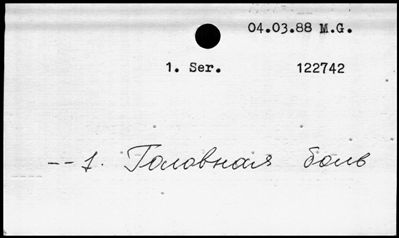 04.03.88 M.G.
1. Ser. 122742
--1. Головная боль